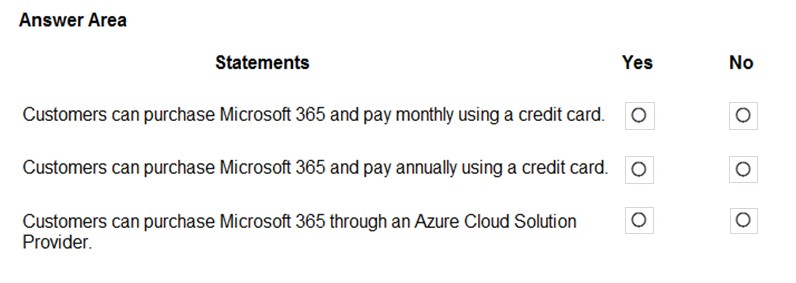 Answer Area
Statements Yes No
Customers can purchase Microsoft 365 and pay monthly using a credit card.
Customers can purchase Microsoft 365 and pay annually using a credit card.
Customers can purchase Microsoft 365 through an Azure Cloud Solution
Provider.